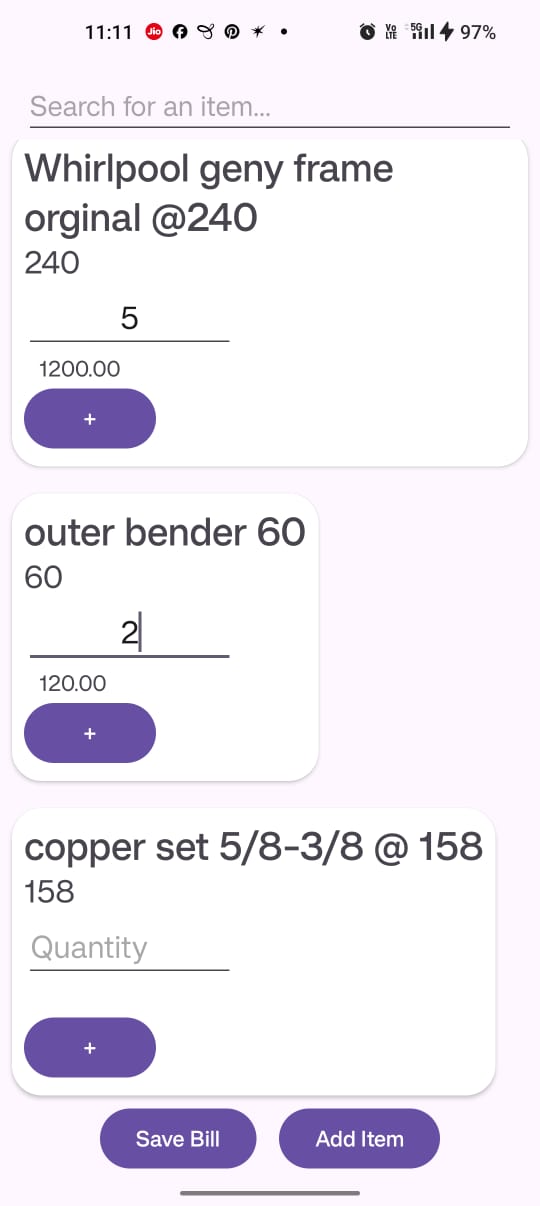 11:11 Jio VoLTE 5G 97%
Search for an item...
Whirlpool geny frame
orginal @240
240
5
1200.00
+
outer bender 60
60
2
120.00
+
copper set 5/8-3/8 @ 158
158
Quantity
+
Save Bill Add Item